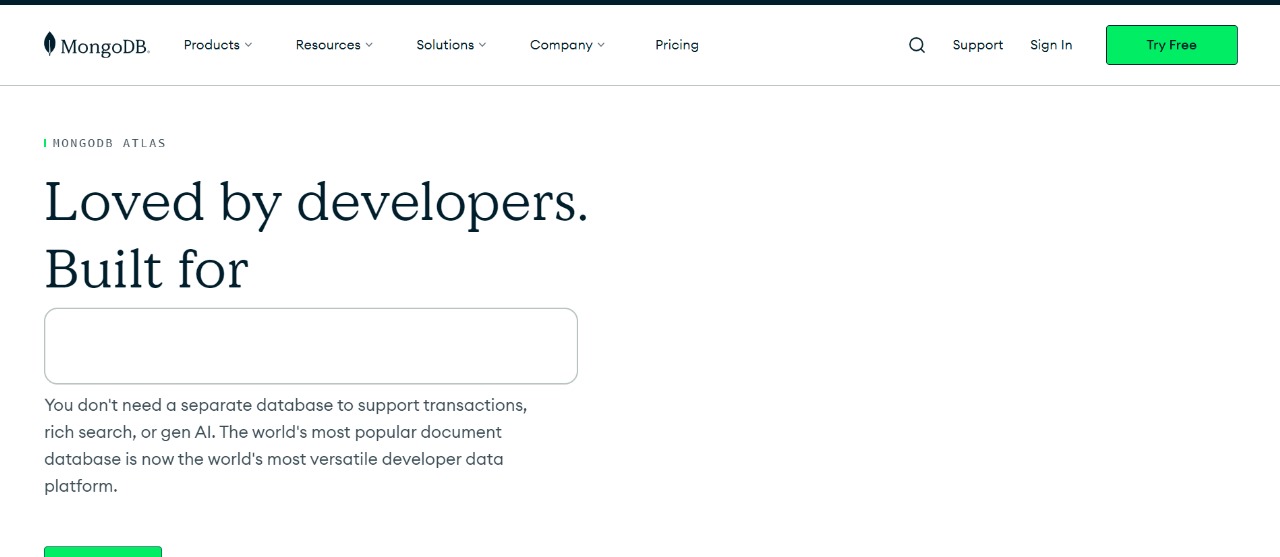 MongoDB.
Products
Resources
Solutions
Company
Pricing
Support
Sign In
Try Free
MONGODB ATLAS
Loved by developers.
Built for
You don't need a separate database to support transactions,
rich search, or gen AI. The world's most popular document
database is now the world's most versatile developer data
platform.